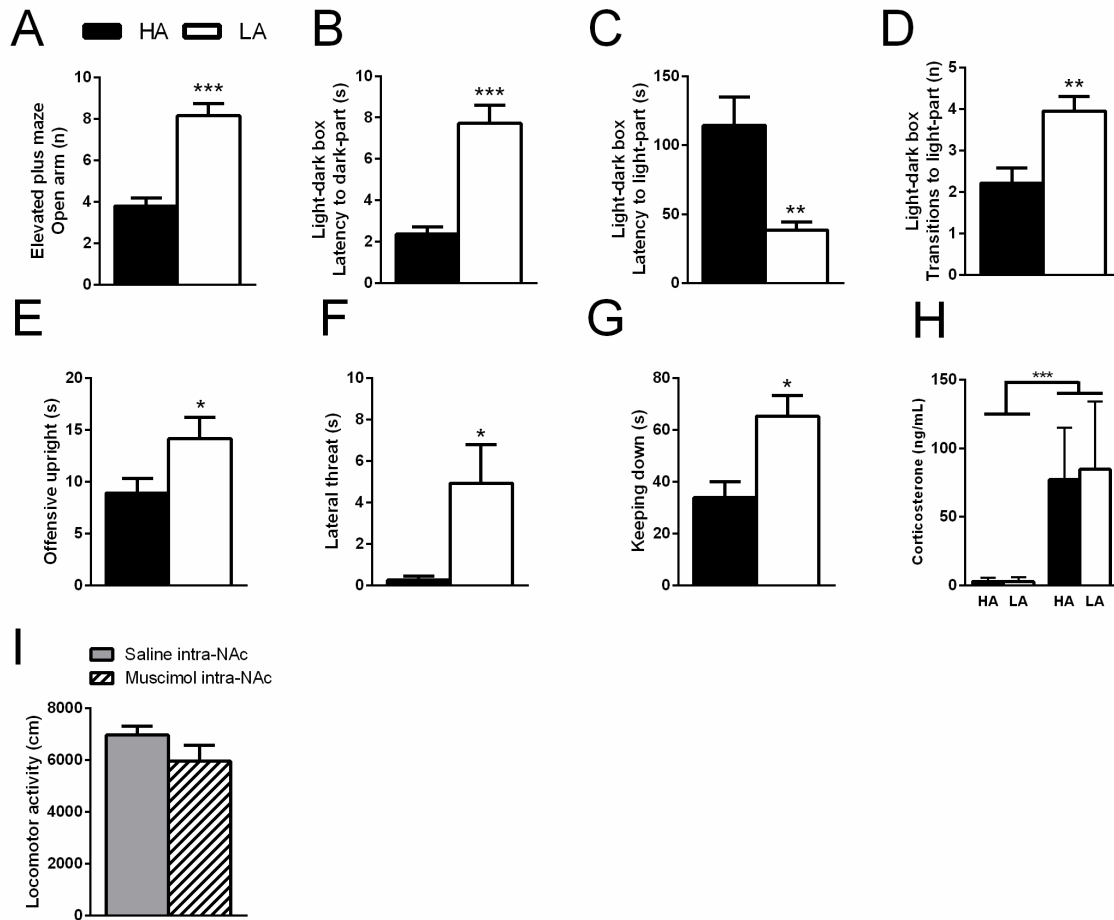 A
HA
LA
Elevated plus maze
Open arm (n)
10
8
6
4
2
0
***
B
Light-dark box
Latency to dark-part (s)
10
8
6
4
2
0
***
C
Light-dark box
Latency to light-part (s)
150
100
50
0
**
D
Light-dark box
Transitions to light-part (n)
5
4
3
2
1
0
**
E
Offensive upright (s)
20
15
10
5
0
*
F
Lateral threat (s)
10
8
6
4
2
0
*
G
Keeping down (s)
80
60
40
20
0
*
H
Corticosterone (ng/mL)
150
100
50
0
***
HA LA HA LA
I
Saline intra-NAc
Muscimol intra-NAc
Locomotor activity (cm)
8000
6000
4000
2000
0